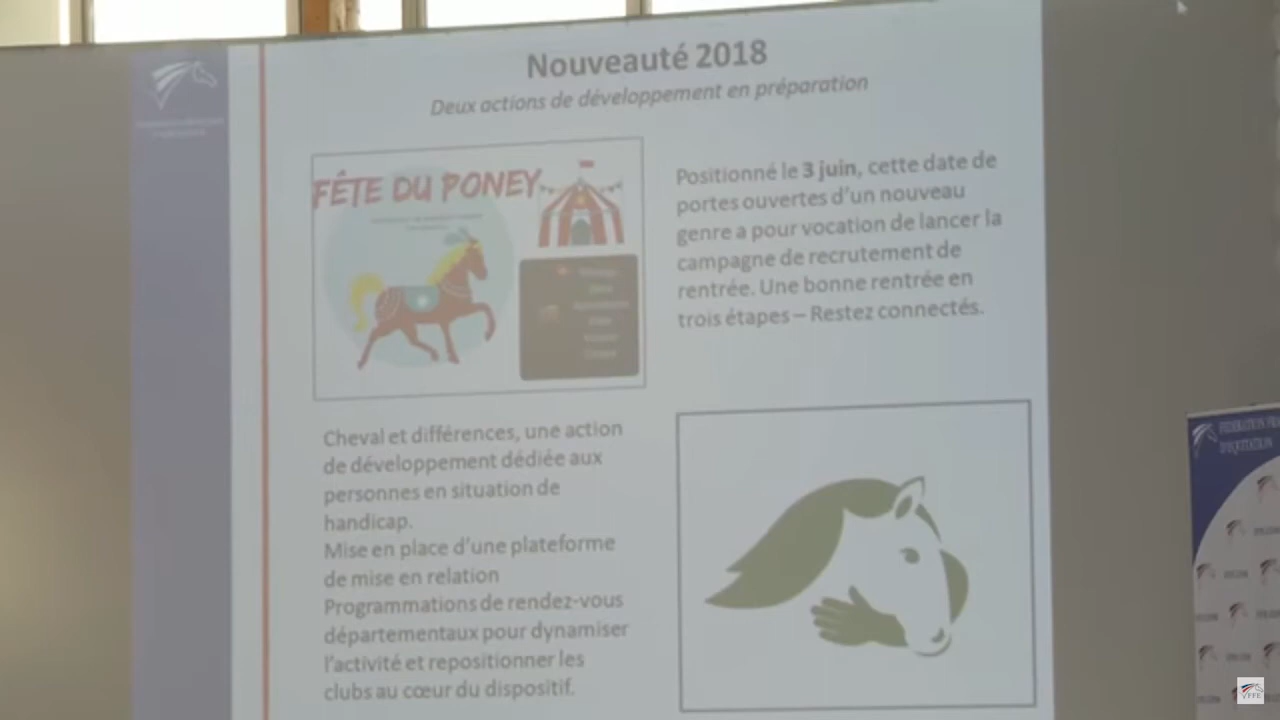 Nouveauté 2018
Deux actions de développement en préparation
FÊTE DU PONEY
Positionné le 3 juin, cette date de
portes ouvertes d'un nouveau
genre a pour vocation de lancer la
campagne de recrutement de
rentrée. Une bonne rentrée en
trois étapes – Restez connectés.
Cheval et différences, une action
de développement dédiée aux
personnes en situation de
handicap.
Mise en place d'une plateforme
de mise en relation
Programmations de rendez-vous
départementaux pour dynamiser
l'activité et repositionner les
clubs au cœur du dispositif.
FÉDÉRATION
D'ÉQUITATION
FFE